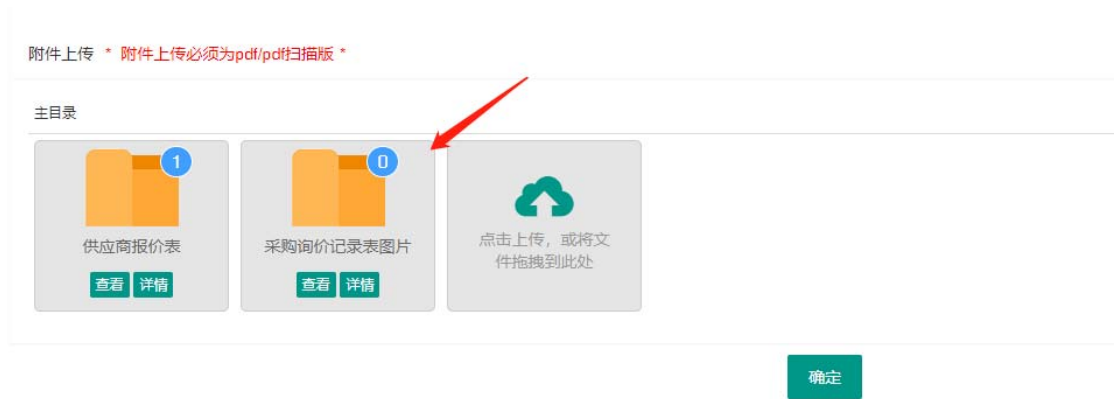 附件上传 * 附件上传必须为pdf/pdf扫描版 *
主目录
1
供应商报价表
查看 详情
0
采购询价记录表图片
查看 详情
点击上传，或将文
件拖拽到此处
确定